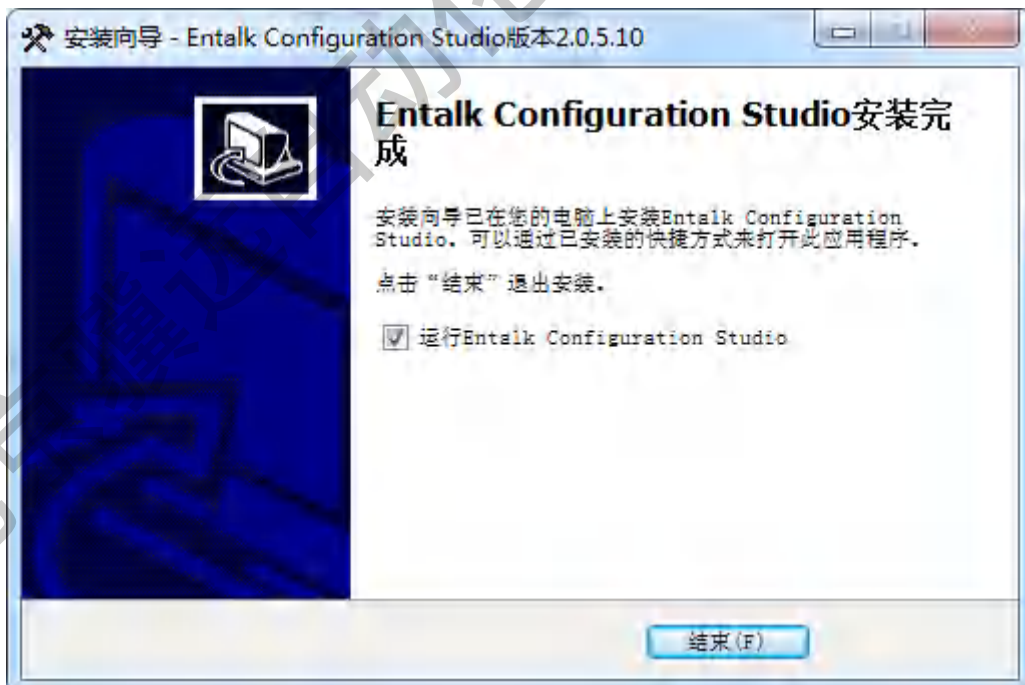 安装向导 - Entalk Configuration Studio版本2.0.5.10
Entalk Configuration Studio安装完
成
安装向导已在您的电脑上安装Entalk Configuration
Studio. 可以通过已安装的快捷方式来打开此应用程序.
点击“结束”退出安装.
运行Entalk Configuration Studio
结束(F)